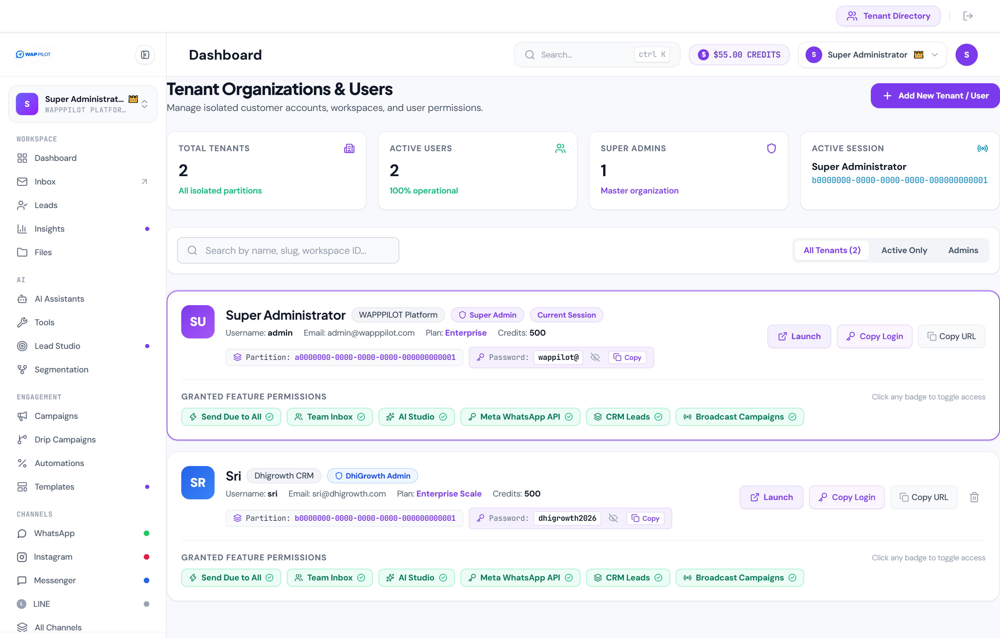 Tenant Directory
WAP PILOT
Dashboard
Search...
ctrl K
$ $55.00 CREDITS
S Super Administrator
S
S Super Administrat...
WAPPPILOT PLATFOR...
WORKSPACE
Dashboard
Inbox
Leads
Insights
Files
AI
AI Assistants
Tools
Lead Studio
Segmentation
ENGAGEMENT
Campaigns
Drip Campaigns
Automations
Templates
CHANNELS
WhatsApp
Instagram
Messenger
L LINE
All Channels
Tenant Organizations & Users
Manage isolated customer accounts, workspaces, and user permissions.
+ Add New Tenant / User
TOTAL TENANTS
2
All isolated partitions
ACTIVE USERS
2
100% operational
SUPER ADMINS
1
Master organization
ACTIVE SESSION
Super Administrator
b0000000-0000-0000-0000-000000000001
Search by name, slug, workspace ID...
All Tenants (2) Active Only Admins
SU
Super Administrator WAPPPILOT Platform Super Admin Current Session
Username: admin Email: admin@wapppilot.com Plan: Enterprise Credits: 500
Partition: a0000000-0000-0000-0000-000000000001 Password: wappilot@ Copy
Launch Copy Login Copy URL
GRANTED FEATURE PERMISSIONS
Click any badge to toggle access
Send Due to All Team Inbox AI Studio Meta WhatsApp API CRM Leads Broadcast Campaigns
SR
Sri Dhigrowth CRM DhiGrowth Admin
Username: sri Email: sri@dhigrowth.com Plan: Enterprise Scale Credits: 500
Partition: b0000000-0000-0000-0000-000000000001 Password: dhigrowth2026 Copy
Launch Copy Login Copy URL
GRANTED FEATURE PERMISSIONS
Click any badge to toggle access
Send Due to All Team Inbox AI Studio Meta WhatsApp API CRM Leads Broadcast Campaigns